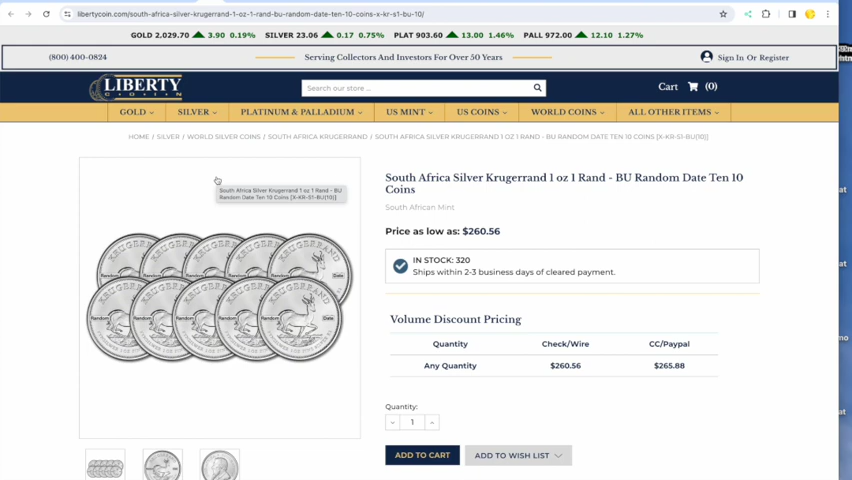 libertycoin.com/south-africa-silver-krugerrand-1-oz-1-rand-bu-random-date-ten-10-coins-x-kr-s1-bu-10/
GOLD 2,029.70 3.90 0.19% SILVER 23.06 0.17 0.75% PLAT 903.60 13.00 1.46% PALL 972.00 12.10 1.27%
(800) 400-0824 Serving Collectors And Investors For Over 50 Years Sign In Or Register
LIBERTY
COIN
Search our store ... Cart (0)
GOLD SILVER PLATINUM & PALLADIUM US MINT US COINS WORLD COINS ALL OTHER ITEMS
HOME / SILVER / WORLD SILVER COINS / SOUTH AFRICA KRUGERRAND / SOUTH AFRICA SILVER KRUGERRAND 1 OZ 1 RAND - BU RANDOM DATE TEN 10 COINS [X-KR-S1-BU(10)]
South Africa Silver Krugerrand 1 oz 1 Rand - BU
Random Date Ten 10 Coins [X-KR-S1-BU(10)]
KRUGERRAND
Random Date
South Africa Silver Krugerrand 1 oz 1 Rand - BU Random Date Ten 10
Coins
South African Mint
Price as low as: $260.56
IN STOCK: 320
Ships within 2-3 business days of cleared payment.
Volume Discount Pricing
Quantity Check/Wire CC/Paypal
Any Quantity $260.56 $265.88
Quantity:
1
ADD TO CART ADD TO WISH LIST